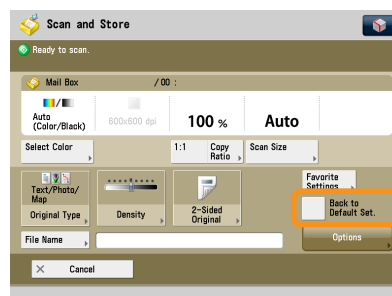 Scan and Store
Ready to scan.
Mail Box / 00 :
Auto
(Color/Black)
600x600 dpi
100 %
Auto
Select Color
1:1
Copy
Ratio
Scan Size
Text/Photo/
Map
Original Type
Density
2-Sided
Original
Favorite
Settings
Back to
Default Set.
File Name
Options
Cancel